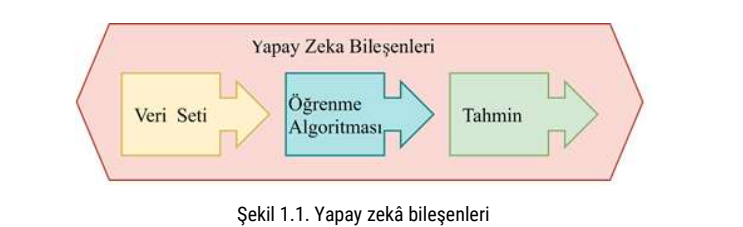 Yapay Zeka Bileşenleri
Veri Seti
Öğrenme
Algoritması
Tahmin
Şekil 1.1. Yapay zekâ bileşenleri